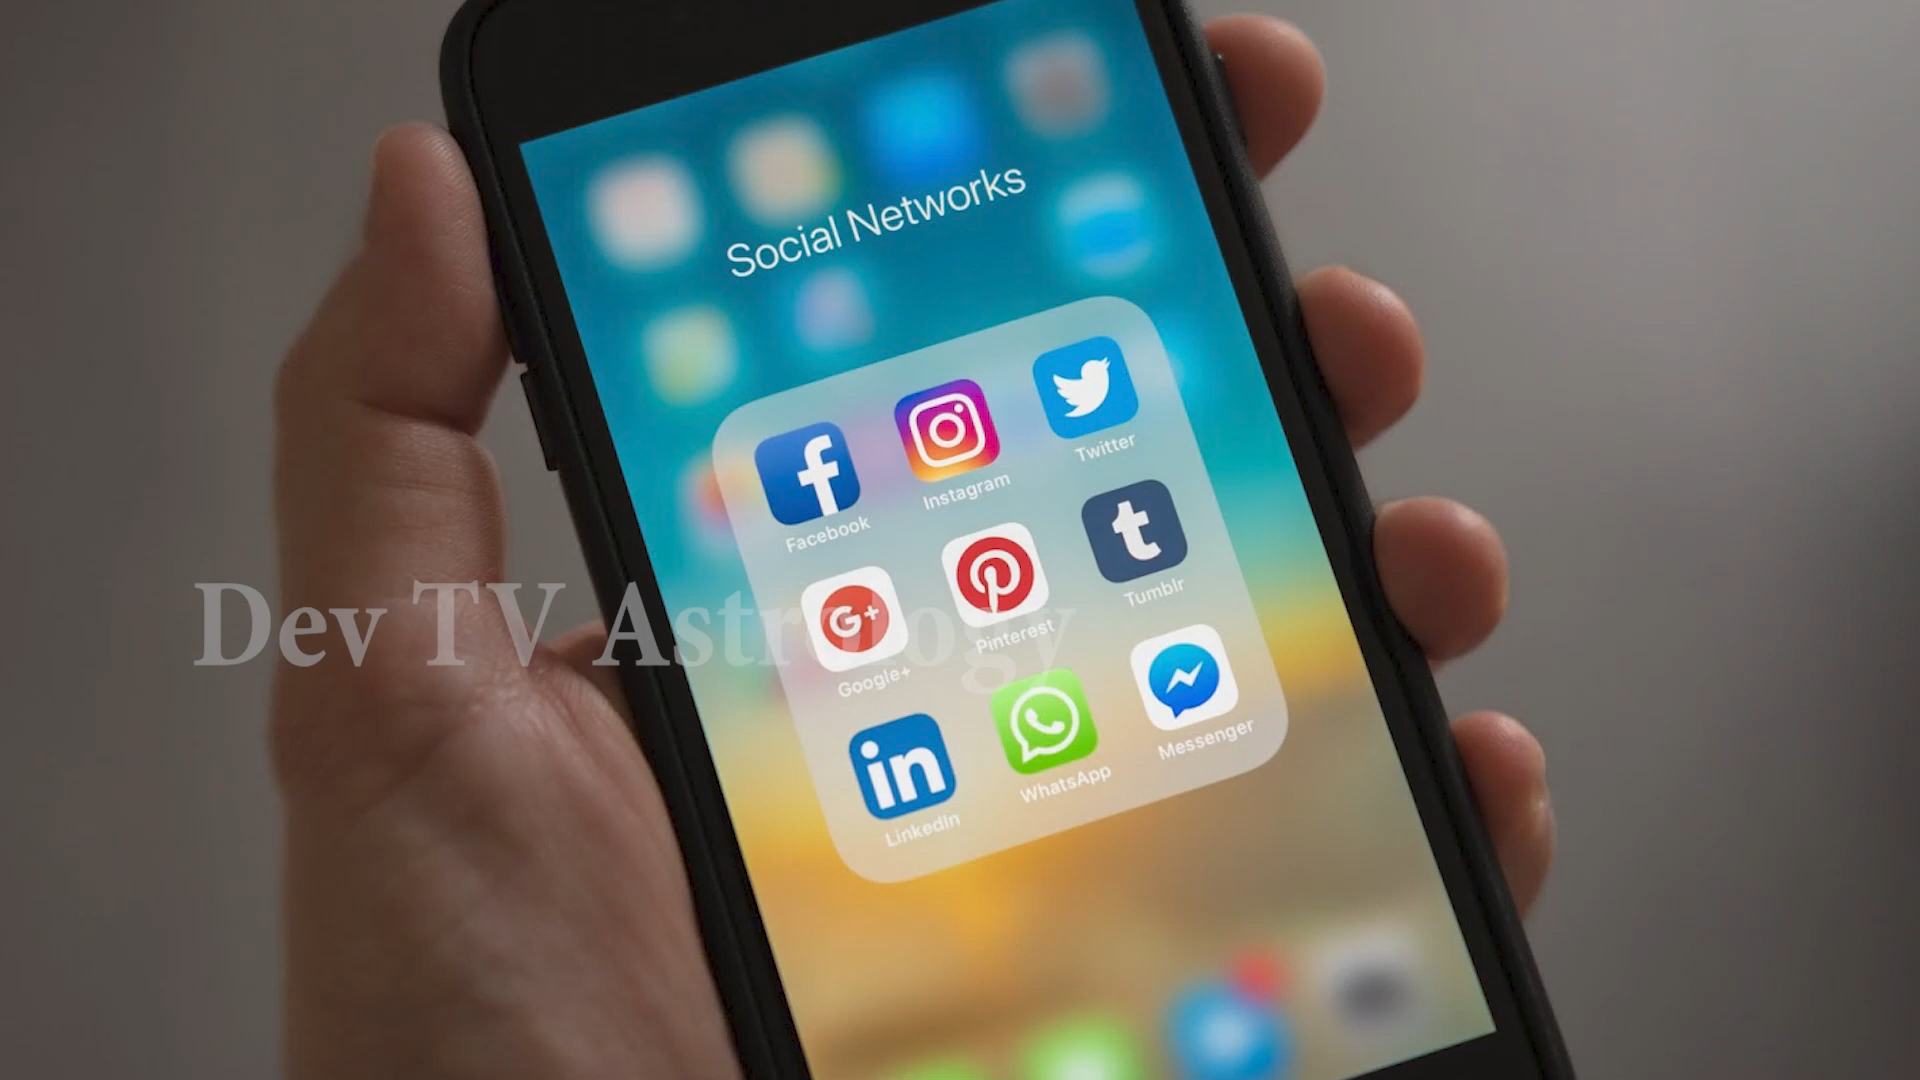 Social Networks
Facebook
Instagram
Twitter
Google+
Pinterest
Tumblr
LinkedIn
WhatsApp
Messenger
Dev TV Astrology